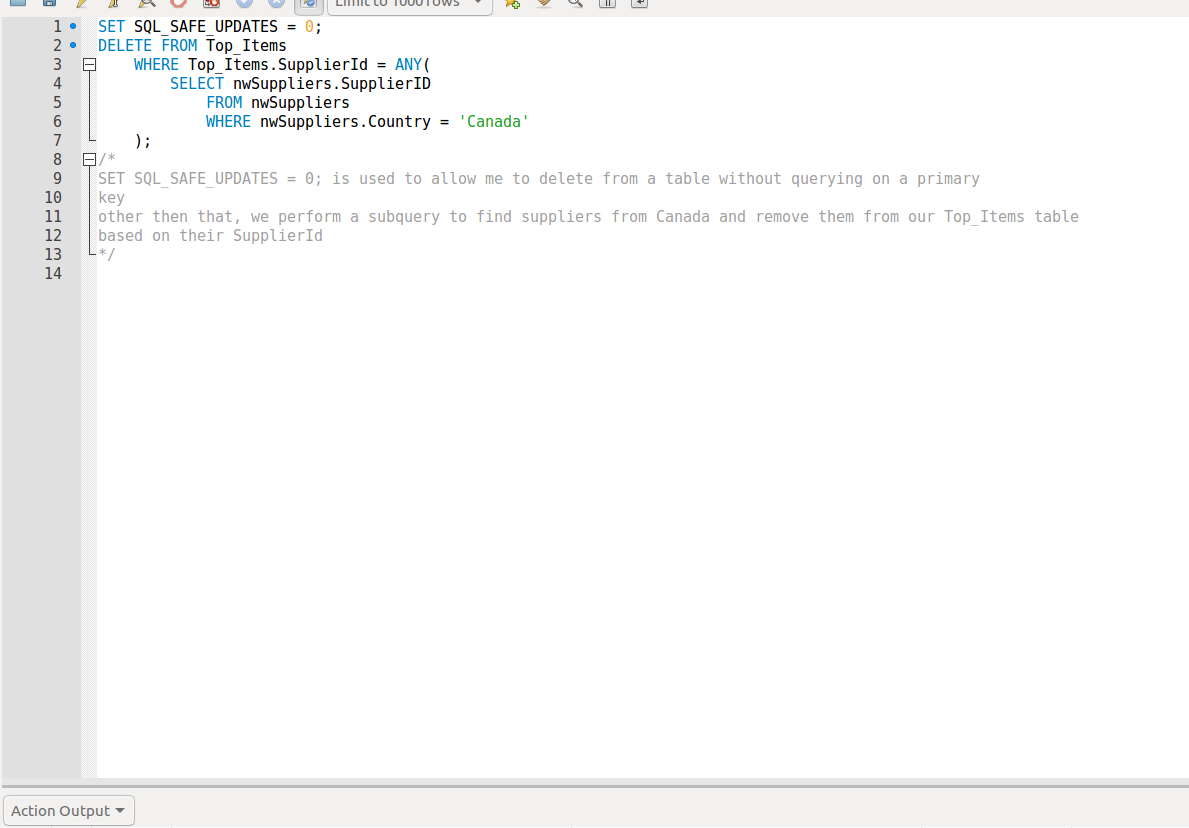 Limit to 1000 rows
1 SET SQL_SAFE_UPDATES = 0;
2 DELETE FROM Top_Items
3 WHERE Top_Items.SupplierId = ANY(
4 SELECT nwSuppliers.SupplierID
5 FROM nwSuppliers
6 WHERE nwSuppliers.Country = 'Canada'
7 );
8 /*
9 SET SQL_SAFE_UPDATES = 0; is used to allow me to delete from a table without querying on a primary
10 key
11 other then that, we perform a subquery to find suppliers from Canada and remove them from our Top_Items table
12 based on their SupplierId
13 */
14
Action Output